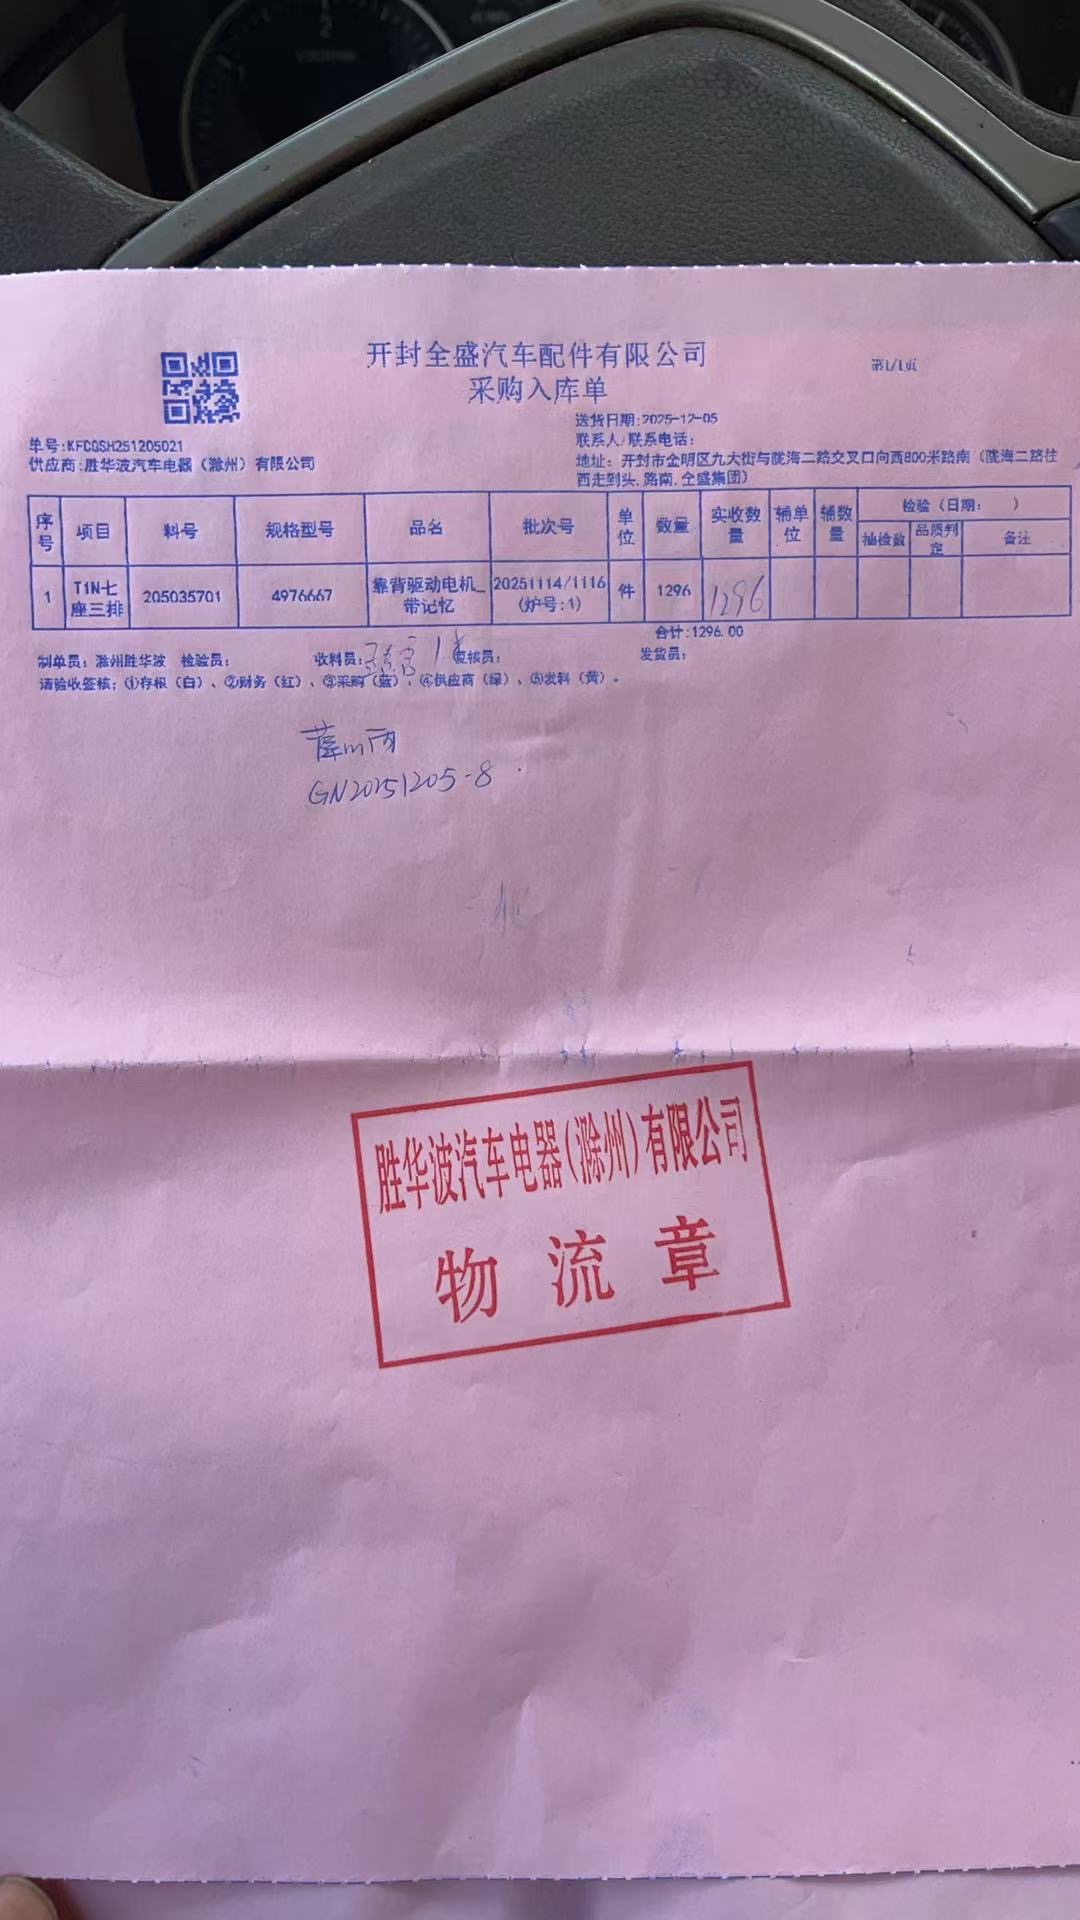 开封全盛汽车配件有限公司
采购入库单
第1/1页
送货日期:2025-12-05
单号:KFCQSH251205021
联系人/联系电话:
供应商:胜华波汽车电器（滁州）有限公司
地址: 开封市金明区九大街与陇海二路交叉口向西800米路南（陇海二路往西走到头,路南,全盛集团）
序号 项目 料号 规格型号 品名 批次号 单位 数量 实收数量 辅单位 辅数量 检验（日期:　　）
抽检数 品质判定 备注
1 T1N七座三排 205035701 4976667 靠背驱动电机_带记忆 20251114/1116(炉号:1) 件 1296 1296
合计:1296.00
制单员: 滁州胜华波 检验员: 收料员: 复核员: 发货员:
请验收签核; ①存根（白）、②财务（红）、③采购（蓝）、④供应商（绿）、⑤发料（黄）。
GN20251205-8
胜华波汽车电器(滁州)有限公司
物流章